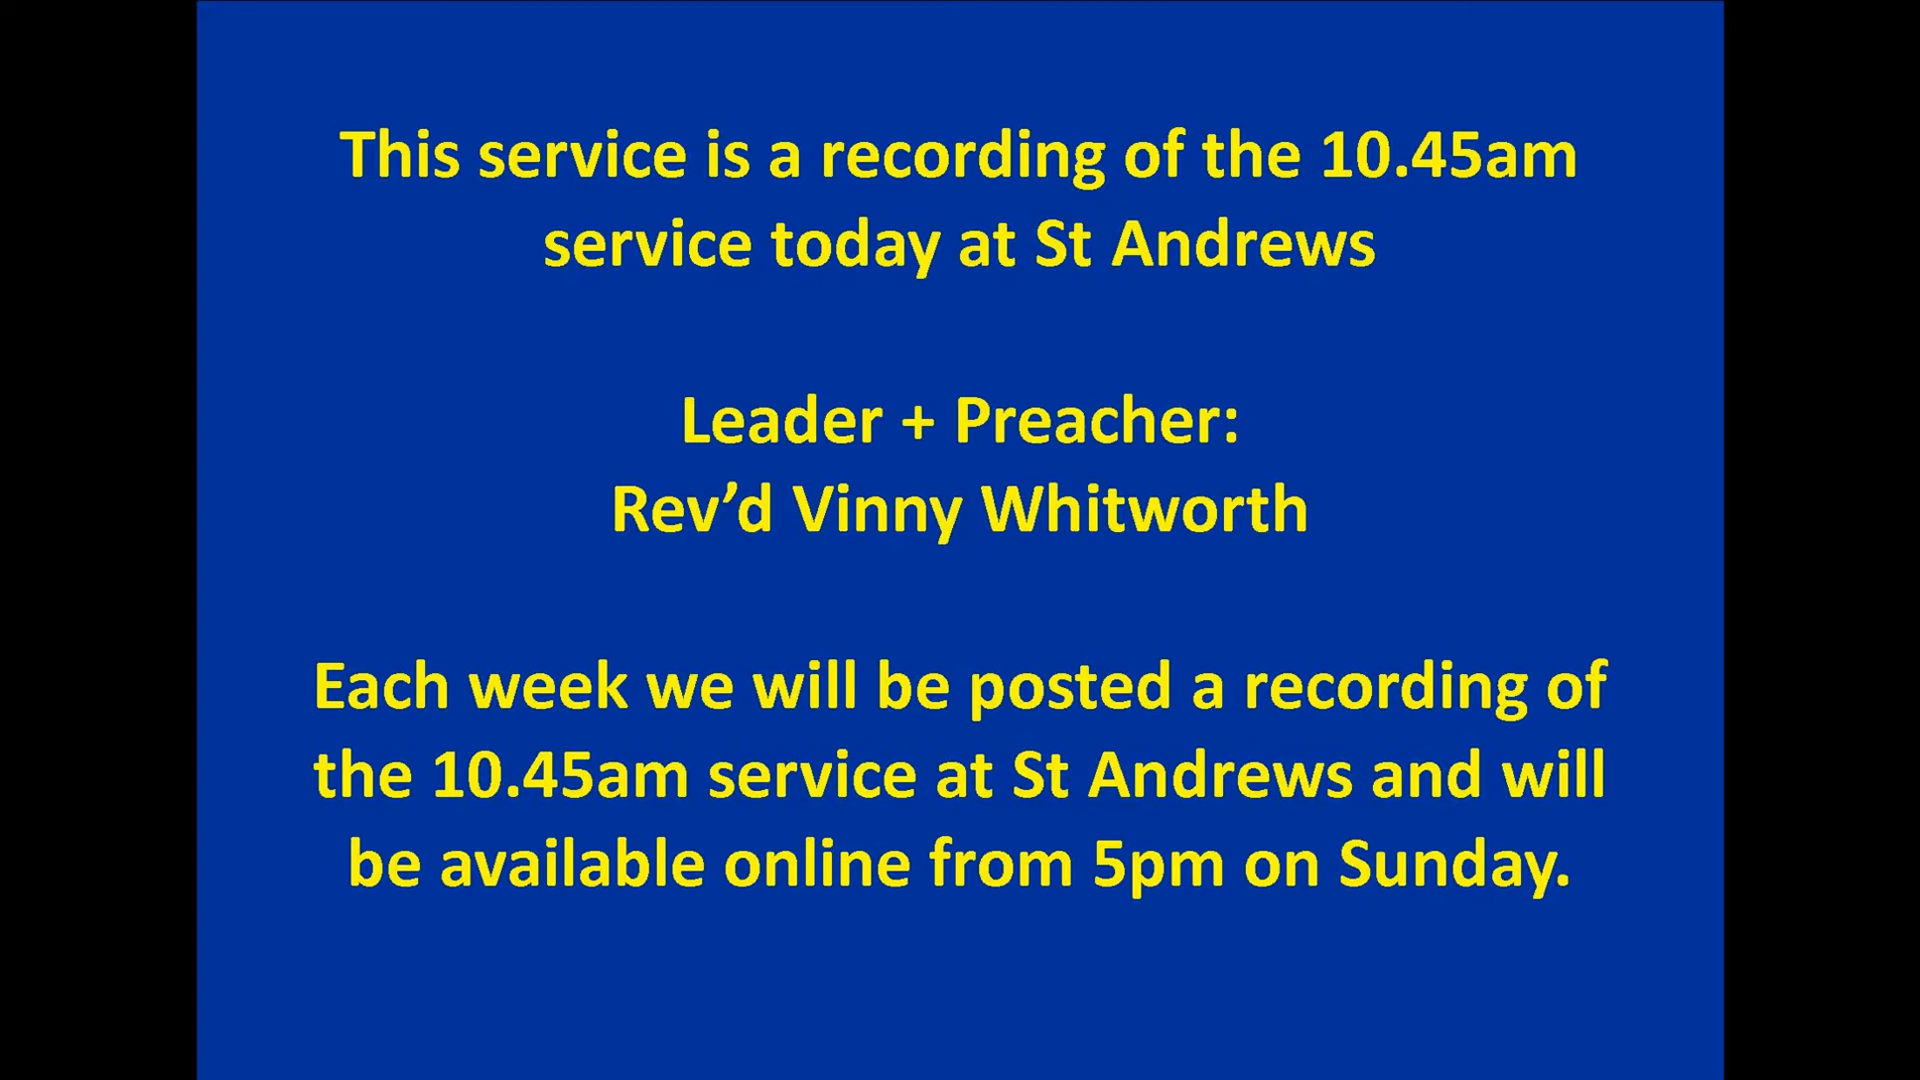 This service is a recording of the 10.45am
service today at St Andrews
Leader + Preacher:
Rev’d Vinny Whitworth
Each week we will be posted a recording of
the 10.45am service at St Andrews and will
be available online from 5pm on Sunday.